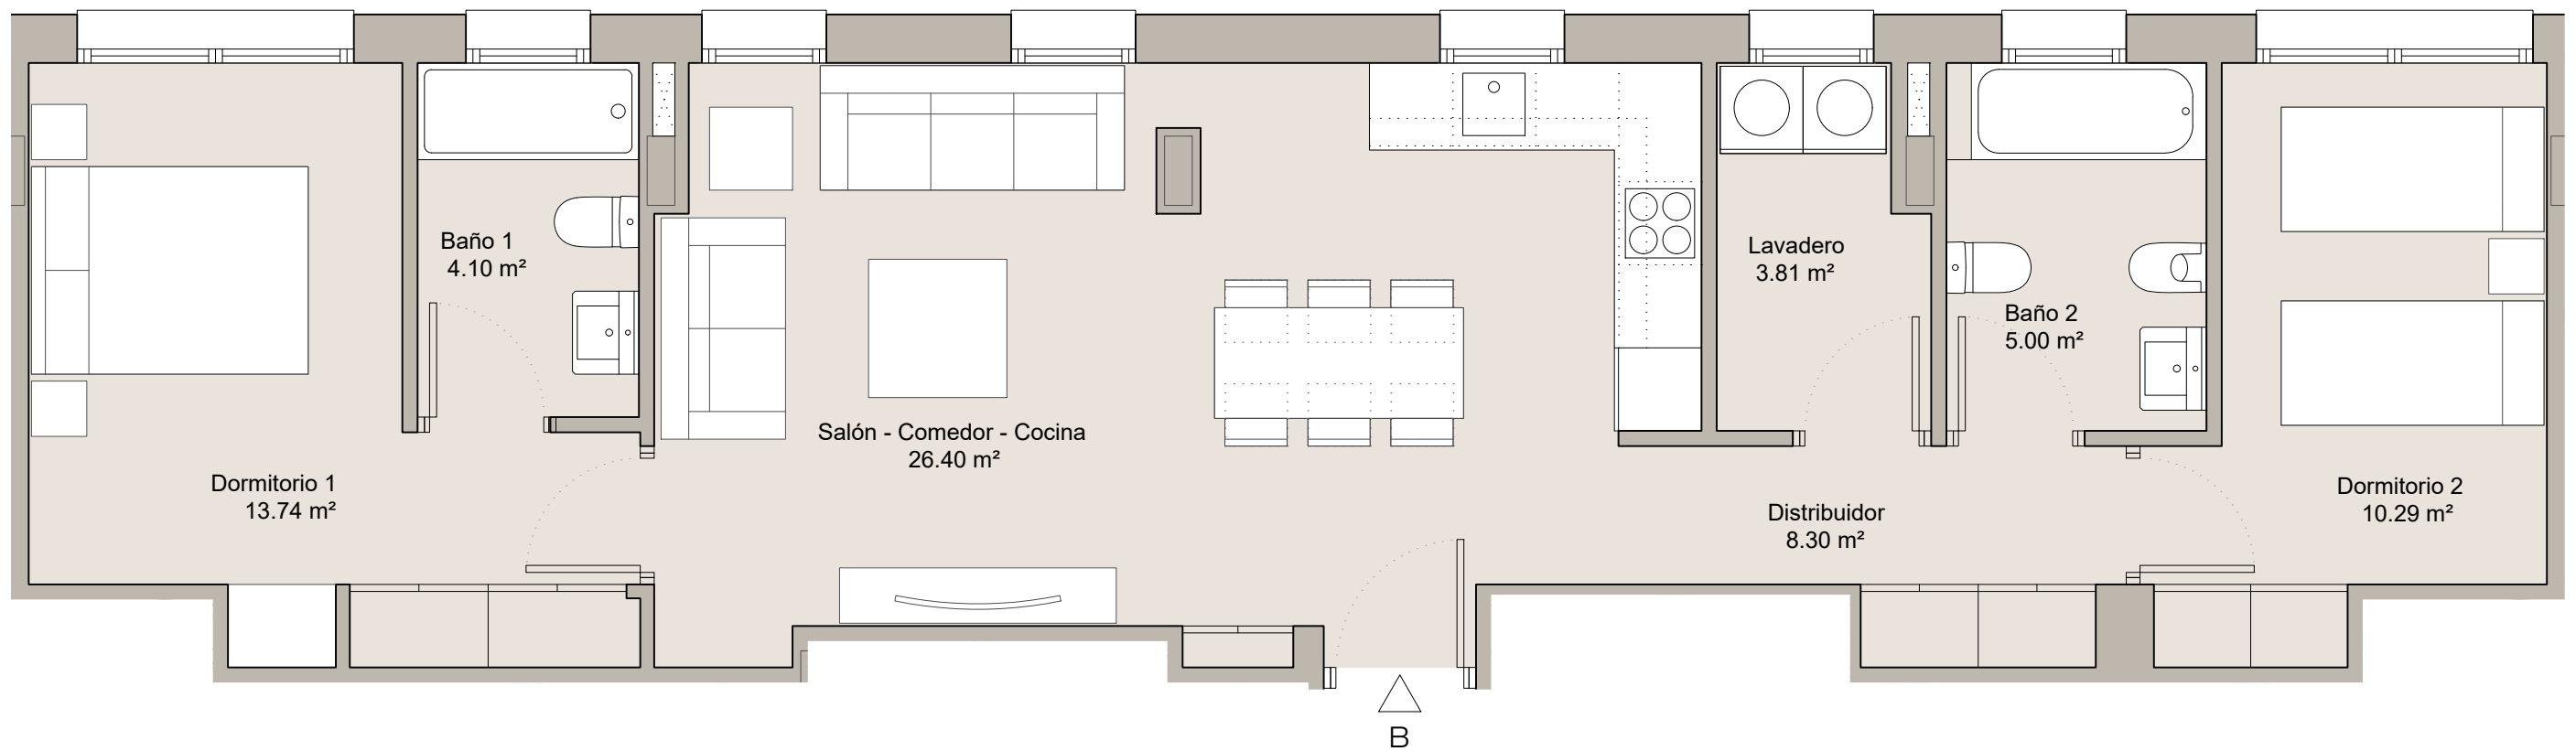 Baño 1
4.10 m²
Dormitorio 1
13.74 m²
Salón - Comedor - Cocina
26.40 m²
Lavadero
3.81 m²
Baño 2
5.00 m²
Distribuidor
8.30 m²
Dormitorio 2
10.29 m²
B